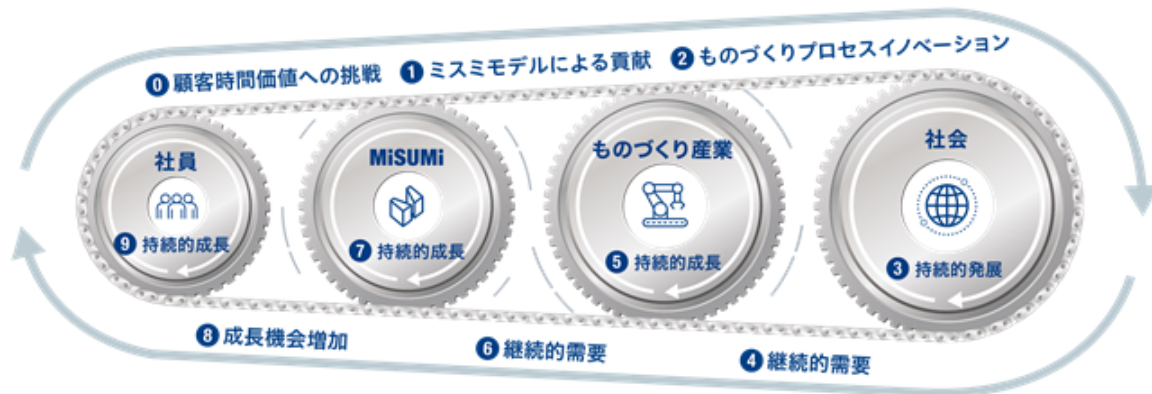 0 顧客時間価値への挑戦
1 ミスミモデルによる貢献
2 ものづくりプロセスイノベーション
社員
9 持続的成長
MiSUMi
7 持続的成長
ものづくり産業
5 持続的成長
社会
3 持続的発展
8 成長機会増加
6 継続的需要
4 継続的需要